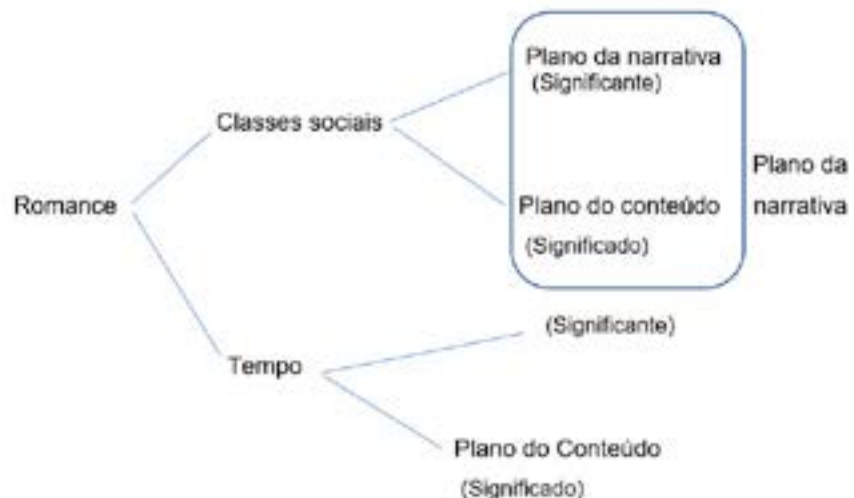 Plano da narrativa
(Significante)
Classes sociais
Plano da
narrativa
Romance
Plano do conteúdo
(Significado)
(Significante)
Tempo
Plano do Conteúdo
(Significado)